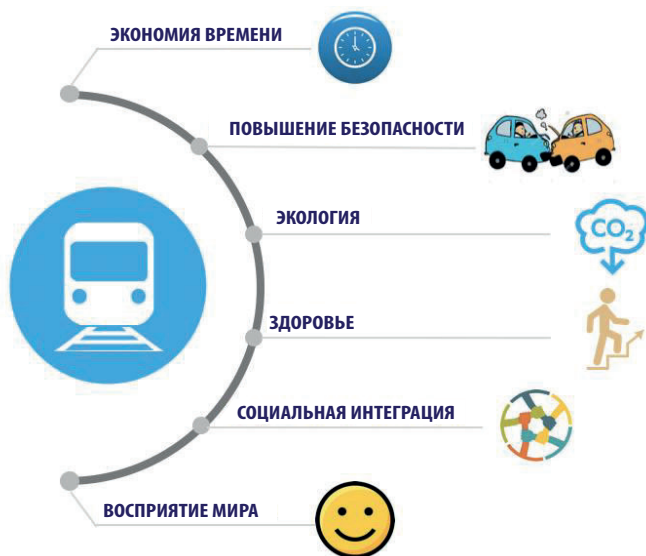 ЭКОНОМИЯ ВРЕМЕНИ
ПОВЫШЕНИЕ БЕЗОПАСНОСТИ
ЭКОЛОГИЯ
CO₂
ЗДОРОВЬЕ
СОЦИАЛЬНАЯ ИНТЕГРАЦИЯ
ВОСПРИЯТИЕ МИРА